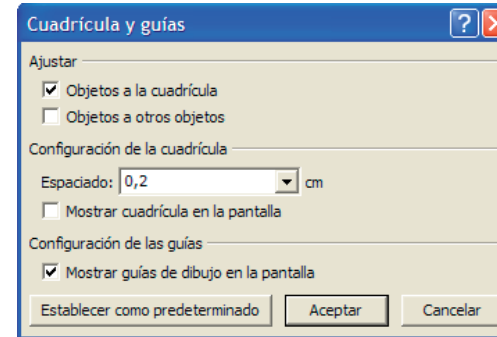 Cuadrícula y guías
Ajustar
Objetos a la cuadrícula
Objetos a otros objetos
Configuración de la cuadrícula
Espaciado: 0,2 cm
Mostrar cuadrícula en la pantalla
Configuración de las guías
Mostrar guías de dibujo en la pantalla
Establecer como predeterminado Aceptar Cancelar